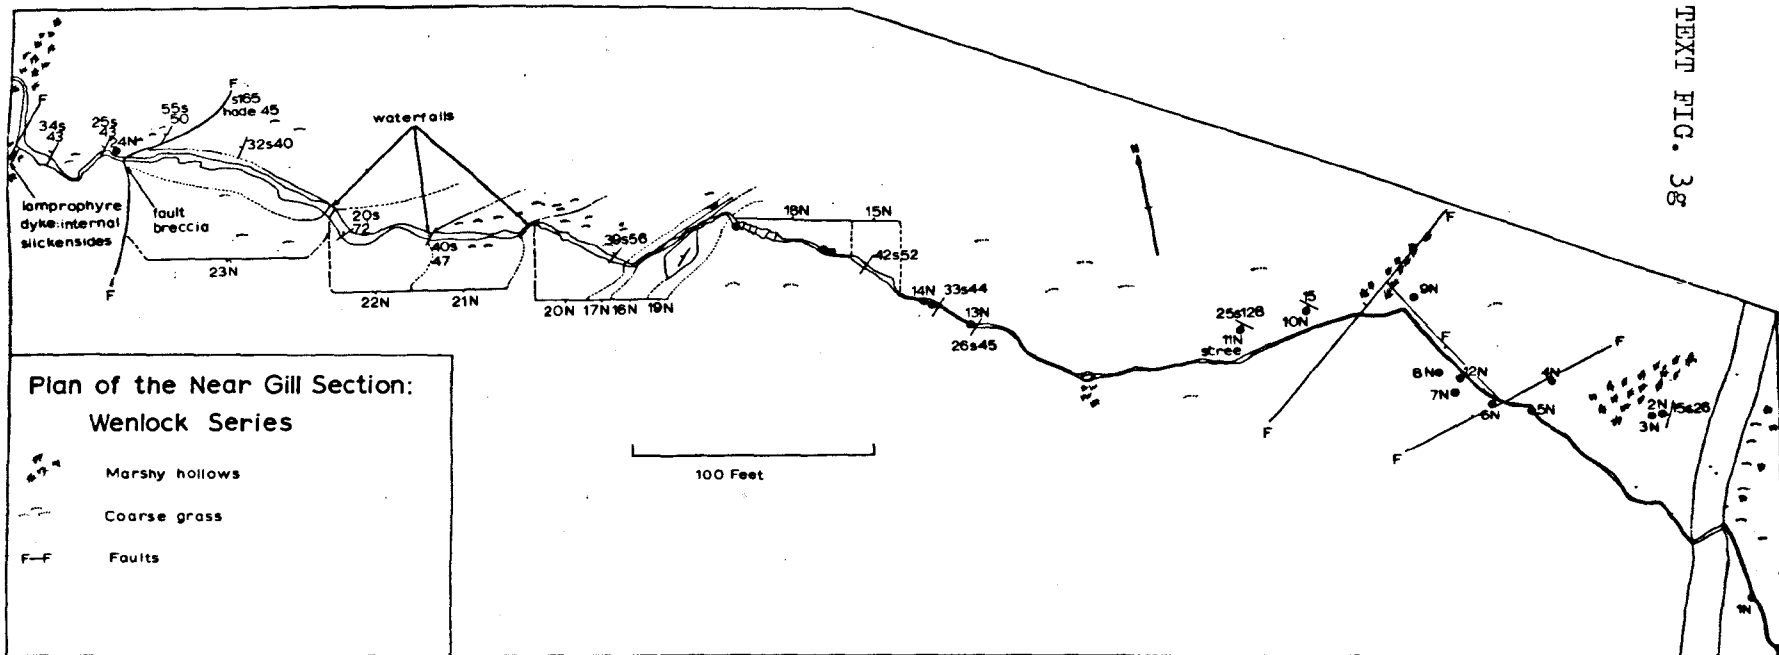 TEXT FIG. 3g
F
s165
hade 45
F
55s
50
34s
43
25s
43
24N
32s40
waterfalls
lamprophyre
dyke:internal
slickensides
fault
breccia
F
23N
20s
72
40s
47
22N
21N
39s56
20N
17N
16N
19N
18N
15N
42s52
14N
33s44
13N
26s45
N
F
9N
15
10N
25s128
11N
stree
F
F
8N
12N
7N
4N
6N
5N
F
F
2N
15s26
3N
1N
100 Feet
Plan of the Near Gill Section:
Wenlock Series
Marshy hollows
Coarse grass
F-F Faults